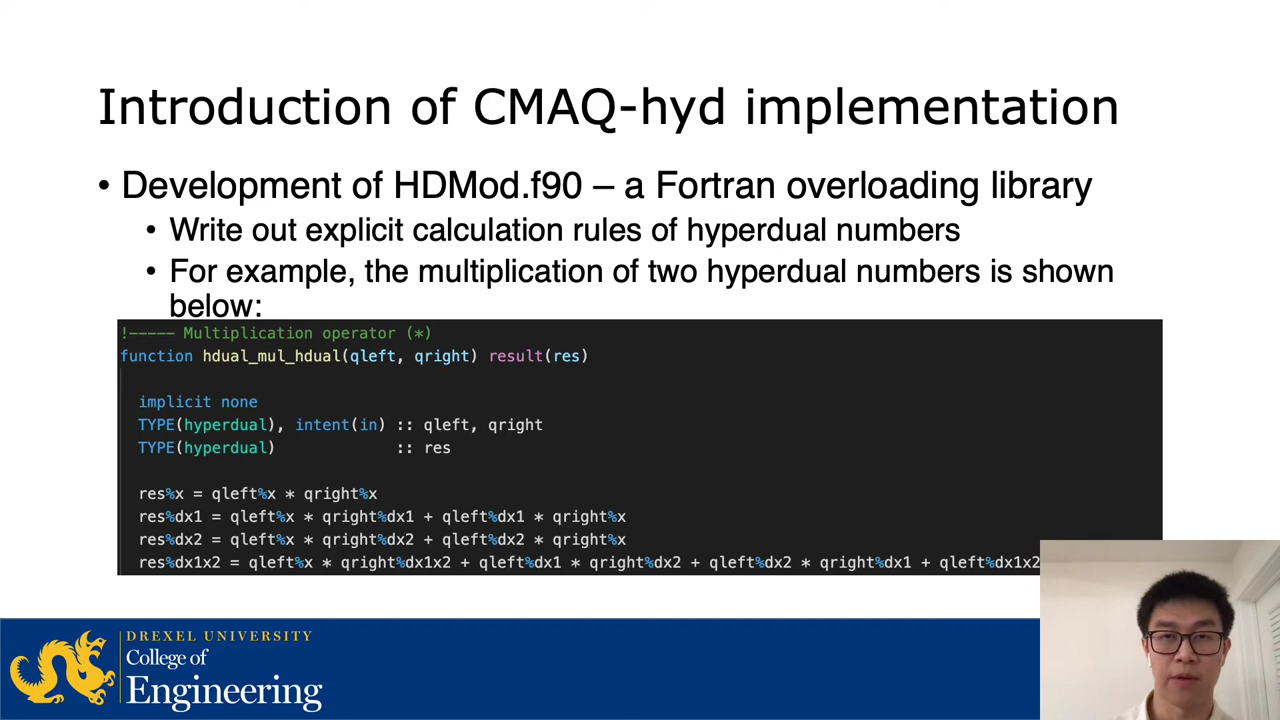 Introduction of CMAQ-hyd implementation
• Development of HDMod.f90 – a Fortran overloading library
• Write out explicit calculation rules of hyperdual numbers
• For example, the multiplication of two hyperdual numbers is shown
below:
!----- Multiplication operator (*)
function hdual_mul_hdual(qleft, qright) result(res)
implicit none
TYPE(hyperdual), intent(in) :: qleft, qright
TYPE(hyperdual) :: res
res%x = qleft%x * qright%x
res%dx1 = qleft%x * qright%dx1 + qleft%dx1 * qright%x
res%dx2 = qleft%x * qright%dx2 + qleft%dx2 * qright%x
res%dx1x2 = qleft%x * qright%dx1x2 + qleft%dx1 * qright%dx2 + qleft%dx2 * qright%dx1 + qleft%dx1x2
DREXEL UNIVERSITY
College of
Engineering